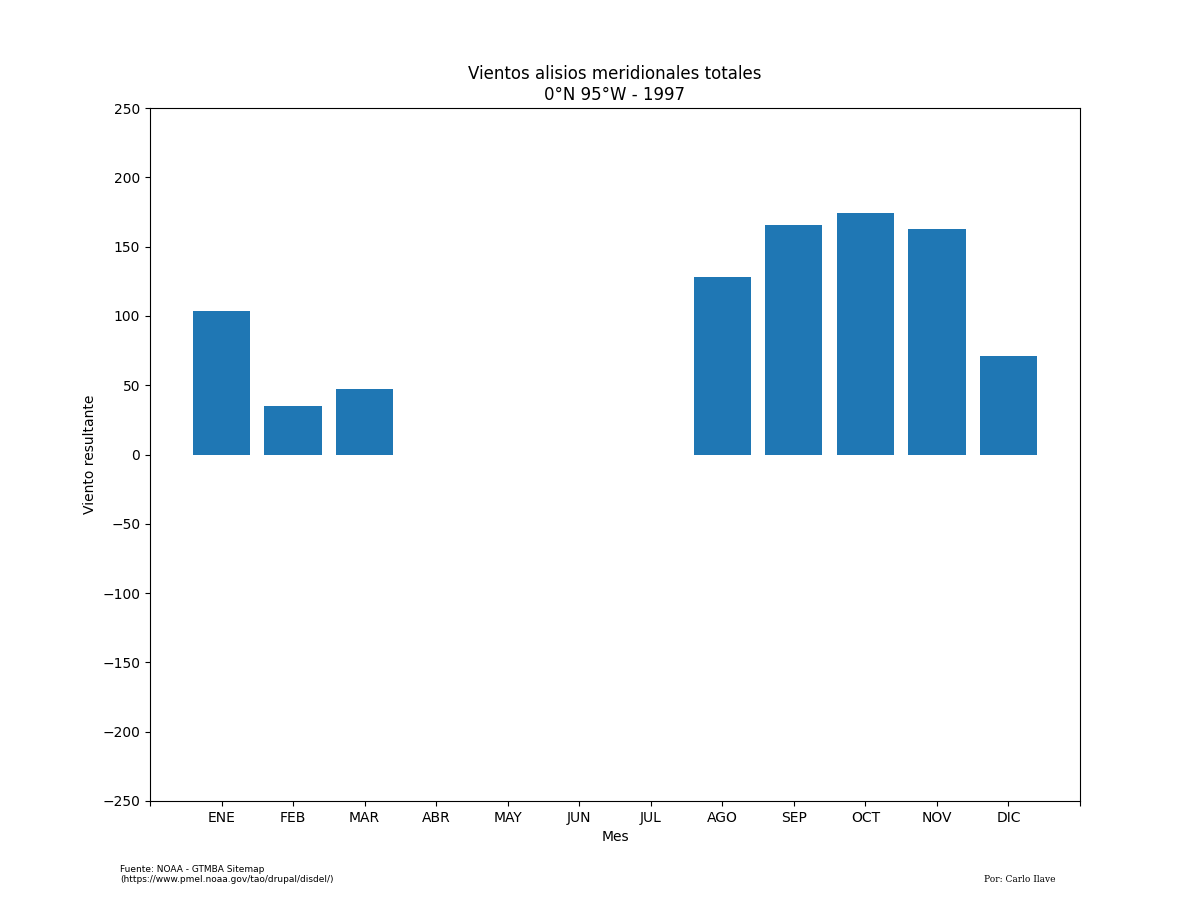 Vientos alisios meridionales totales
0°N 95°W - 1997
250
200
150
100
50
0
−50
−100
−150
−200
−250
Viento resultante
ENE FEB MAR ABR MAY JUN JUL AGO SEP OCT NOV DIC
Mes
Fuente: NOAA - GTMBA Sitemap
(https://www.pmel.noaa.gov/tao/drupal/disdel/)
Por: Carlo Ilave